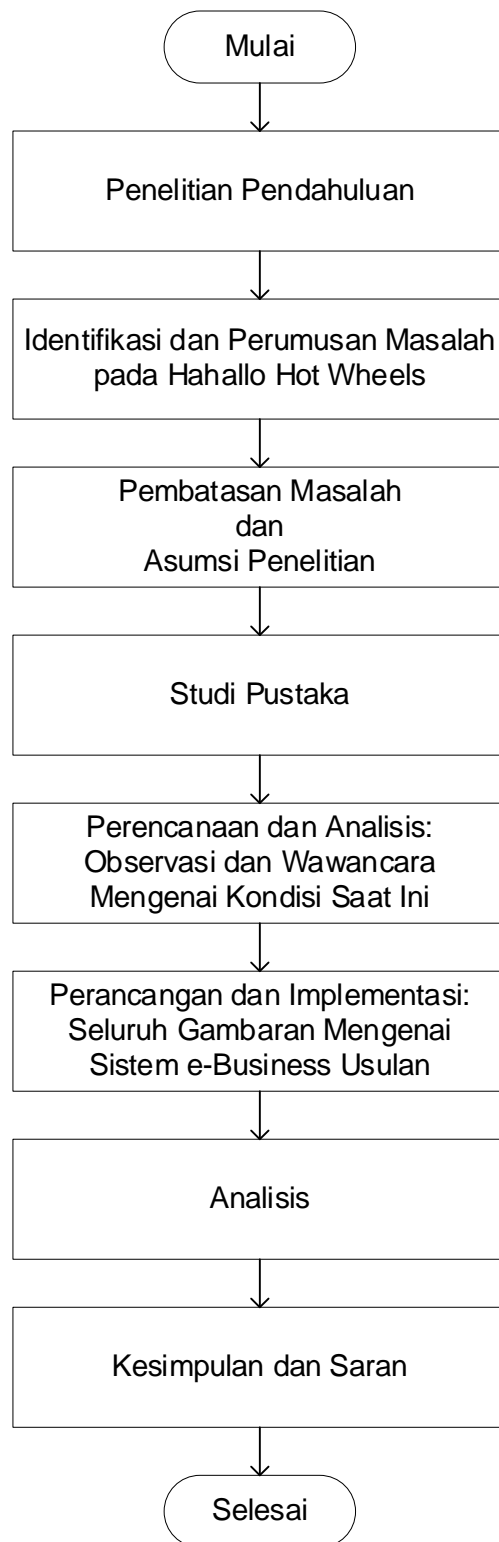 Mulai
Penelitian Pendahuluan
Identifikasi dan Perumusan Masalah
pada Hahallo Hot Wheels
Pembatasan Masalah
dan
Asumsi Penelitian
Studi Pustaka
Perencanaan dan Analisis:
Observasi dan Wawancara
Mengenai Kondisi Saat Ini
Perancangan dan Implementasi:
Seluruh Gambaran Mengenai
Sistem e-Business Usulan
Analisis
Kesimpulan dan Saran
Selesai